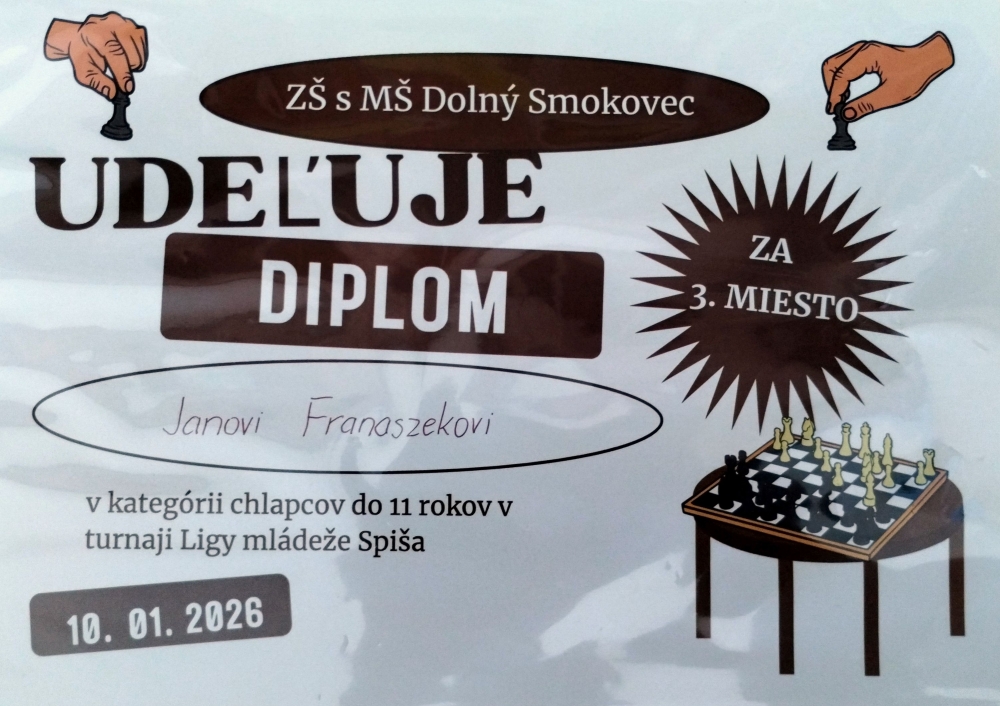 ZŠ s MŠ Dolný Smokovec
UDEĽUJE
DIPLOM
ZA
3. MIESTO
Janovi Franaszekovi
v kategórii chlapcov do 11 rokov v
turnaji Ligy mládeže Spiša
10. 01. 2026